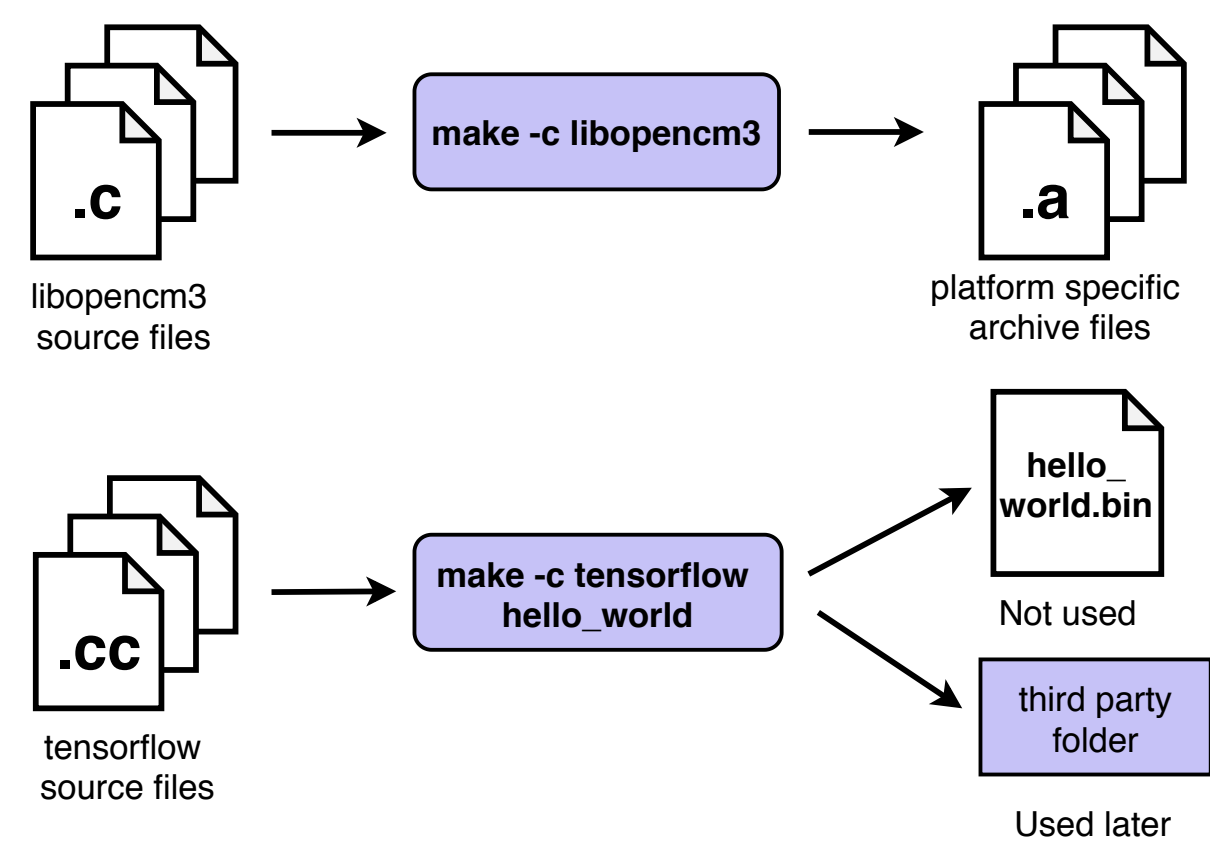 .c
make -c libopencm3
.a
libopencm3
source files
platform specific
archive files
.cc
make -c tensorflow
hello_world
hello_
world.bin
Not used
third party
folder
tensorflow
source files
Used later